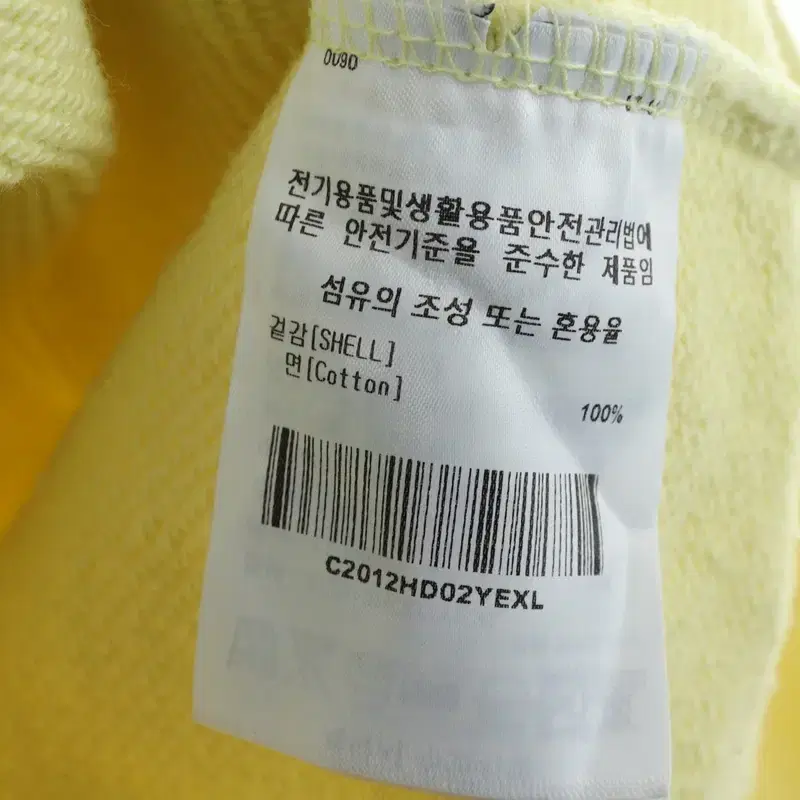 009D
전기용품및생활용품안전관리법에
따른 안전기준을 준수한 제품임
섬유의 조성 또는 혼용율
겉감[SHELL]
면[Cotton]
100%
C2012HD02YEXL